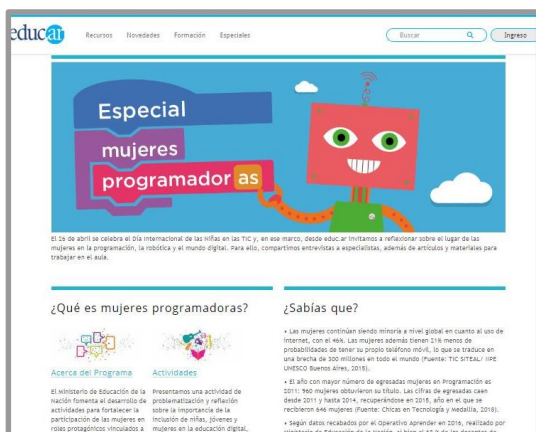 educ.ar
Recursos Novedades Formación Especiales
Buscar
Ingreso
Especial
mujeres
programador as
El 26 de abril se celebra el Día Internacional de las Niñas en las TIC y, en ese marco, desde educ.ar invitamos a reflexionar sobre el lugar de las
mujeres en la programación, la robótica y el mundo digital. Para ello, compartimos entrevistas a especialistas, además de artículos y materiales para
trabajar en el aula.
¿Qué es mujeres programadoras?
Acerca del Programa
El Ministerio de Educación de la
Nación fomenta el desarrollo de
actividades para fortalecer la
participación de las mujeres en
roles protagónicos vinculados a
Actividades
Presentamos una actividad de
problematización y reflexión
sobre la importancia de la
inclusión de niñas, jóvenes y
mujeres en la educación digital,
¿Sabías que?
• Las mujeres continúan siendo minoría a nivel global en cuanto al uso de
internet, con el 46%. Las mujeres además tienen 21% menos de
probabilidades de tener su propio teléfono móvil, lo que se traduce en
una brecha de 300 millones en todo el mundo (Fuente: TIC SITEAL/ IIPE
UNESCO Buenos Aires, 2015).
• El año con mayor número de egresadas mujeres en Programación es
2011: 960 mujeres obtuvieron su título. Las cifras de egresadas caen
desde 2011 y hasta 2014, recuperándose en 2015, año en el que se
recibieron 646 mujeres (Fuente: Chicas en Tecnología y Medallia, 2018).
• Según datos recabados por el Operativo Aprender en 2016, realizado por